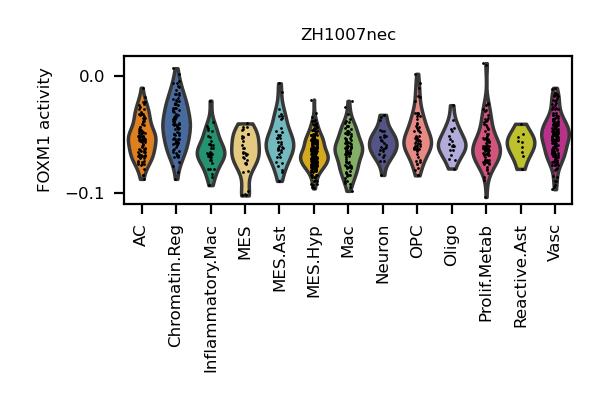 ZH1007nec
FOXM1 activity
0.0
−0.1
AC
Chromatin.Reg
Inflammatory.Mac
MES
MES.Ast
MES.Hyp
Mac
Neuron
OPC
Oligo
Prolif.Metab
Reactive.Ast
Vasc